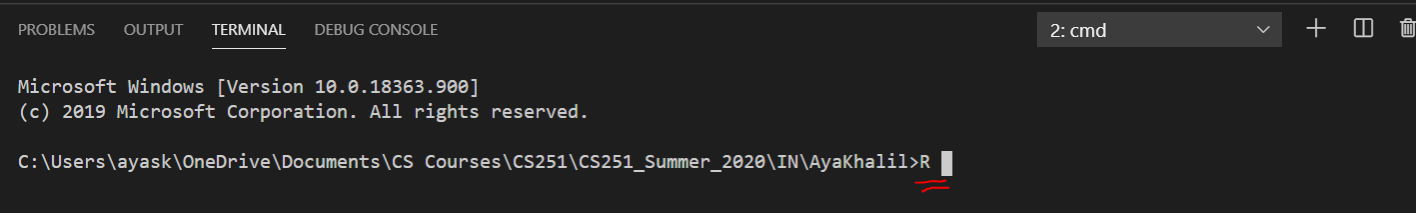 PROBLEMS OUTPUT TERMINAL DEBUG CONSOLE 2: cmd
Microsoft Windows [Version 10.0.18363.900]
(c) 2019 Microsoft Corporation. All rights reserved.
C:\Users\ayask\OneDrive\Documents\CS Courses\CS251\CS251_Summer_2020\IN\AyaKhalil>R